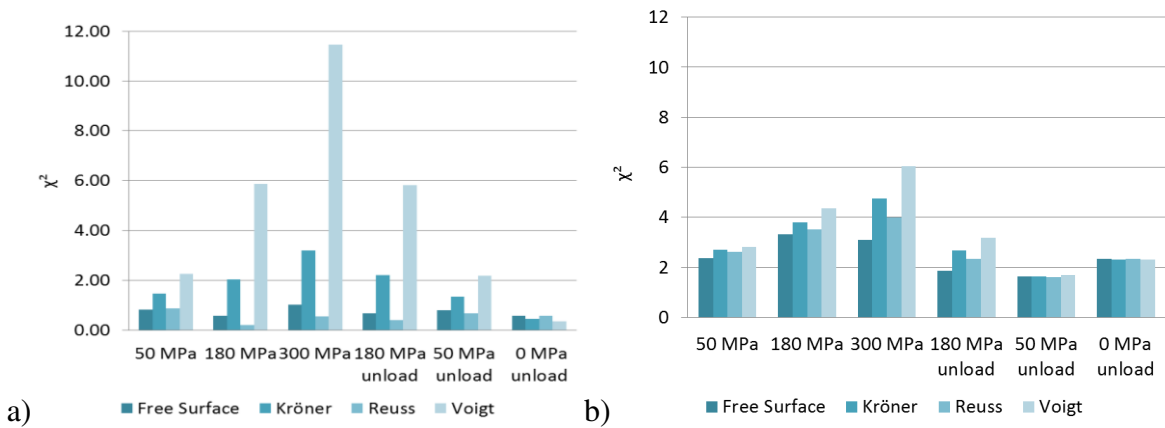 12.00
10.00
8.00
6.00
4.00
2.00
0.00
χ²
50 MPa 180 MPa 300 MPa 180 MPa 50 MPa 0 MPa
unload unload unload
Free Surface Kröner Reuss Voigt
a)
12
10
8
6
4
2
0
χ²
50 MPa 180 MPa 300 MPa 180 MPa 50 MPa 0 MPa
unload unload unload
Free Surface Kröner Reuss Voigt
b)